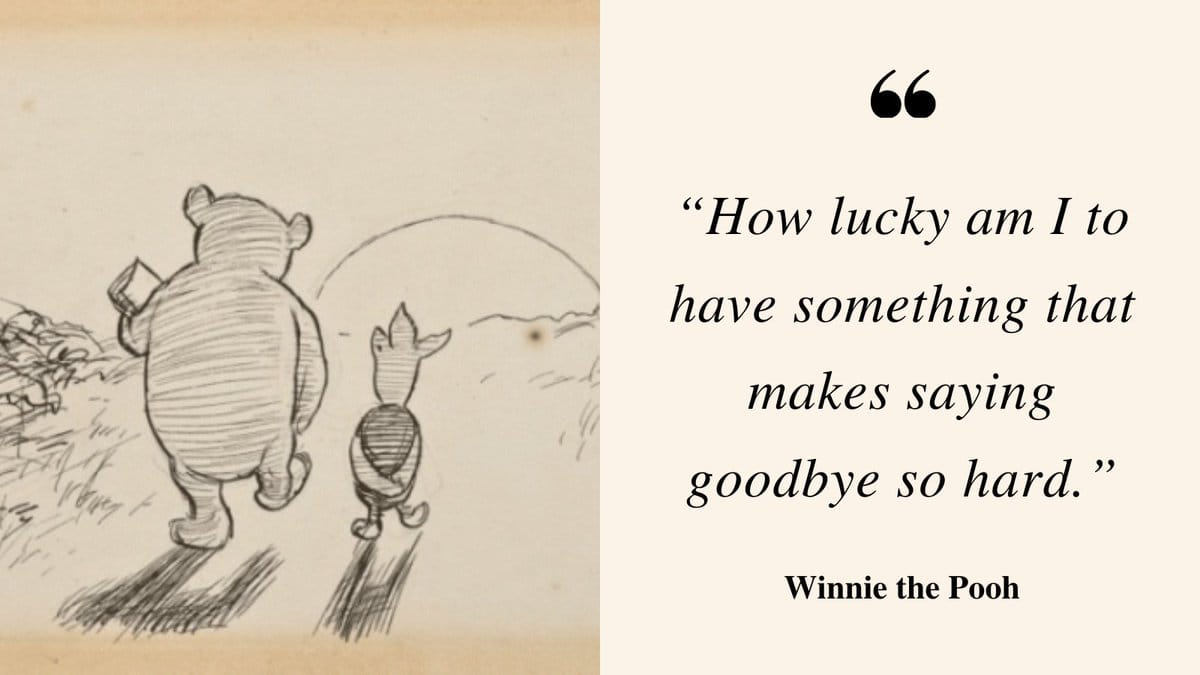 ❝
“How lucky am I to
have something that
makes saying
goodbye so hard.”
Winnie the Pooh